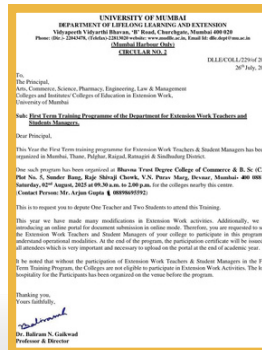 UNIVERSITY OF MUMBAI
DEPARTMENT OF LIFELONG LEARNING AND EXTENSION
Vidyapeeth Vidyarthi Bhavan, 'B' Road, Churchgate, Mumbai 400 020
(Mumbai Harbour Only)
CIRCULAR NO. 2
DLLE/COLL/229/of 2
26th July, 2
To,
The Principal,
Arts, Commerce, Science, Pharmacy, Engineering, Law & Management
Colleges and Institutes/ Colleges of Education in Extension Work,
University of Mumbai
Sub: First Term Training Programme of the Department for Extension Work Teachers and
Students Managers.
Dear Principal,
This Year the First Term training programme for Extension Work Teachers & Student Managers has been
organized in Mumbai, Thane, Palghar, Raigad, Ratnagiri & Sindhudurg District.
One such program has been organized at Bhavna Trust Degree College of Commerce & B. Sc (C
Plot No. 5, Sunder Baug, Raje Shivaji Chowk, V.N. Purav Marg, Deonar, Mumbai- 400 088
Saturday, 02nd August, 2025 at 09.30 a.m. to 2.00 p.m. for the colleges nearby this centre.
(Contact Person: Mr. Arjun Gupta 08898693592)
This is to request you to depute One Teacher and Two Students to attend this Training.
This year we have made many modifications in Extension Work activities. Additionally, we
introducing an online portal for document submission in online mode. Therefore, you are requested to s
the Extension Work Teachers and Student Managers of your college to participate in this program
understand operational modalities. At the end of the program, the participation certificate will be issued
all attendees which is very important and necessary to upload on the portal at the end of academic year.
It be noted that without the participation of Extension Work Teachers & Student Managers in the F
Term Training Program, the Colleges are not eligible to participate in Extension Work Activities. The l
hospitality for the Participants has been organized on the venue before the program.
Thanking you,
Yours faithfully,
Dr. Baliram N. Gaikwad
Professor & Director